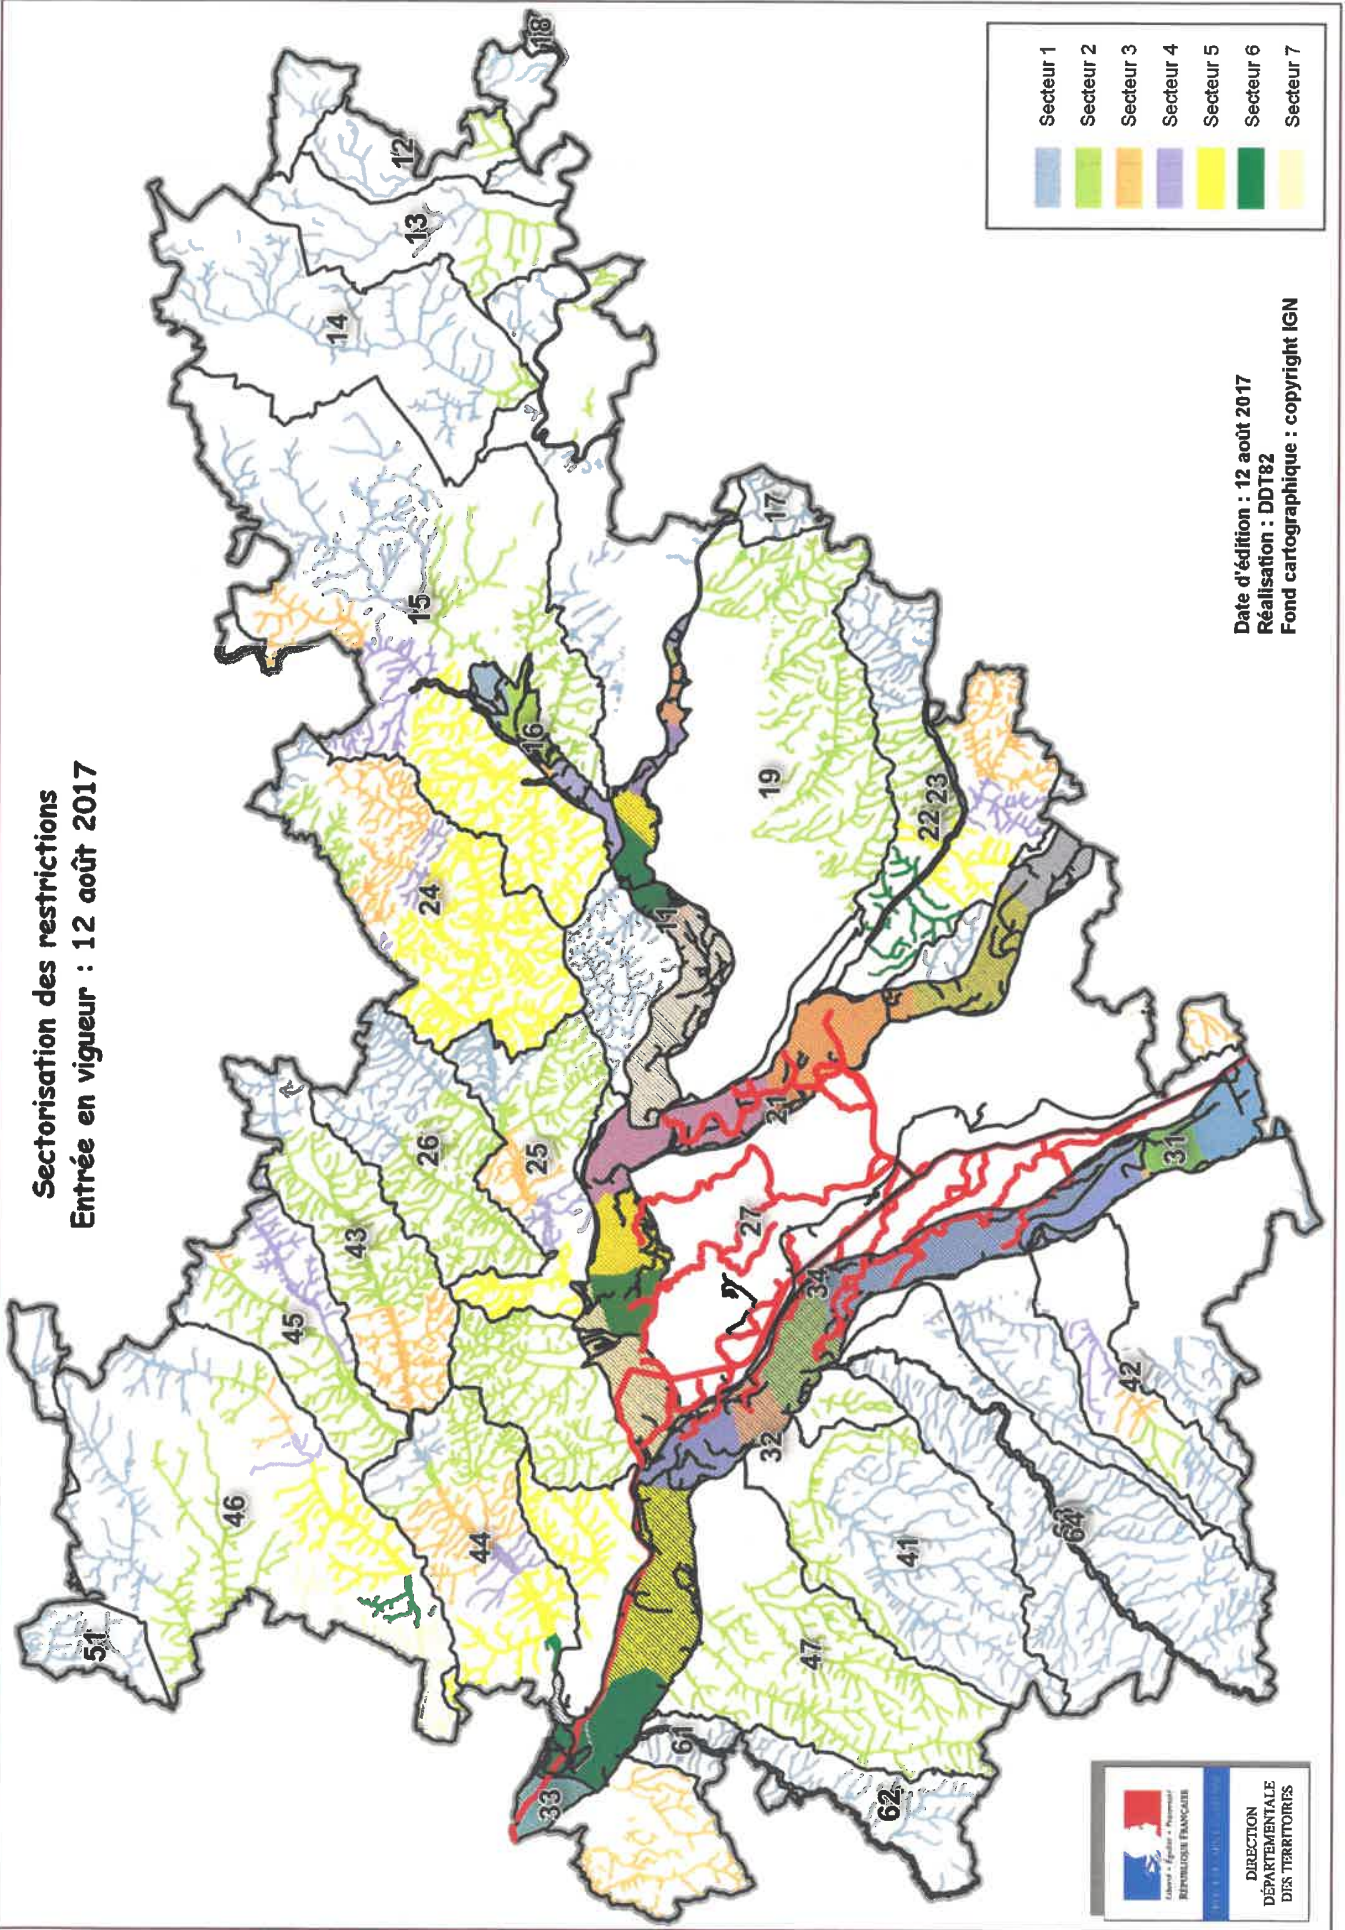 Sectorisation des restrictions
Entrée en vigueur : 12 août 2017
51
46
45
43
26
44
25
24
15
14
13
12
18
16
17
11
19
22
23
21
27
34
31
32
33
61
62
47
41
64
42
Secteur 1
Secteur 2
Secteur 3
Secteur 4
Secteur 5
Secteur 6
Secteur 7
Date d'édition : 12 août 2017
Réalisation : DDT82
Fond cartographique : copyright IGN
Liberté • Égalité • Fraternité
RÉPUBLIQUE FRANÇAISE
DIRECTION
DÉPARTEMENTALE
DES TERRITOIRES